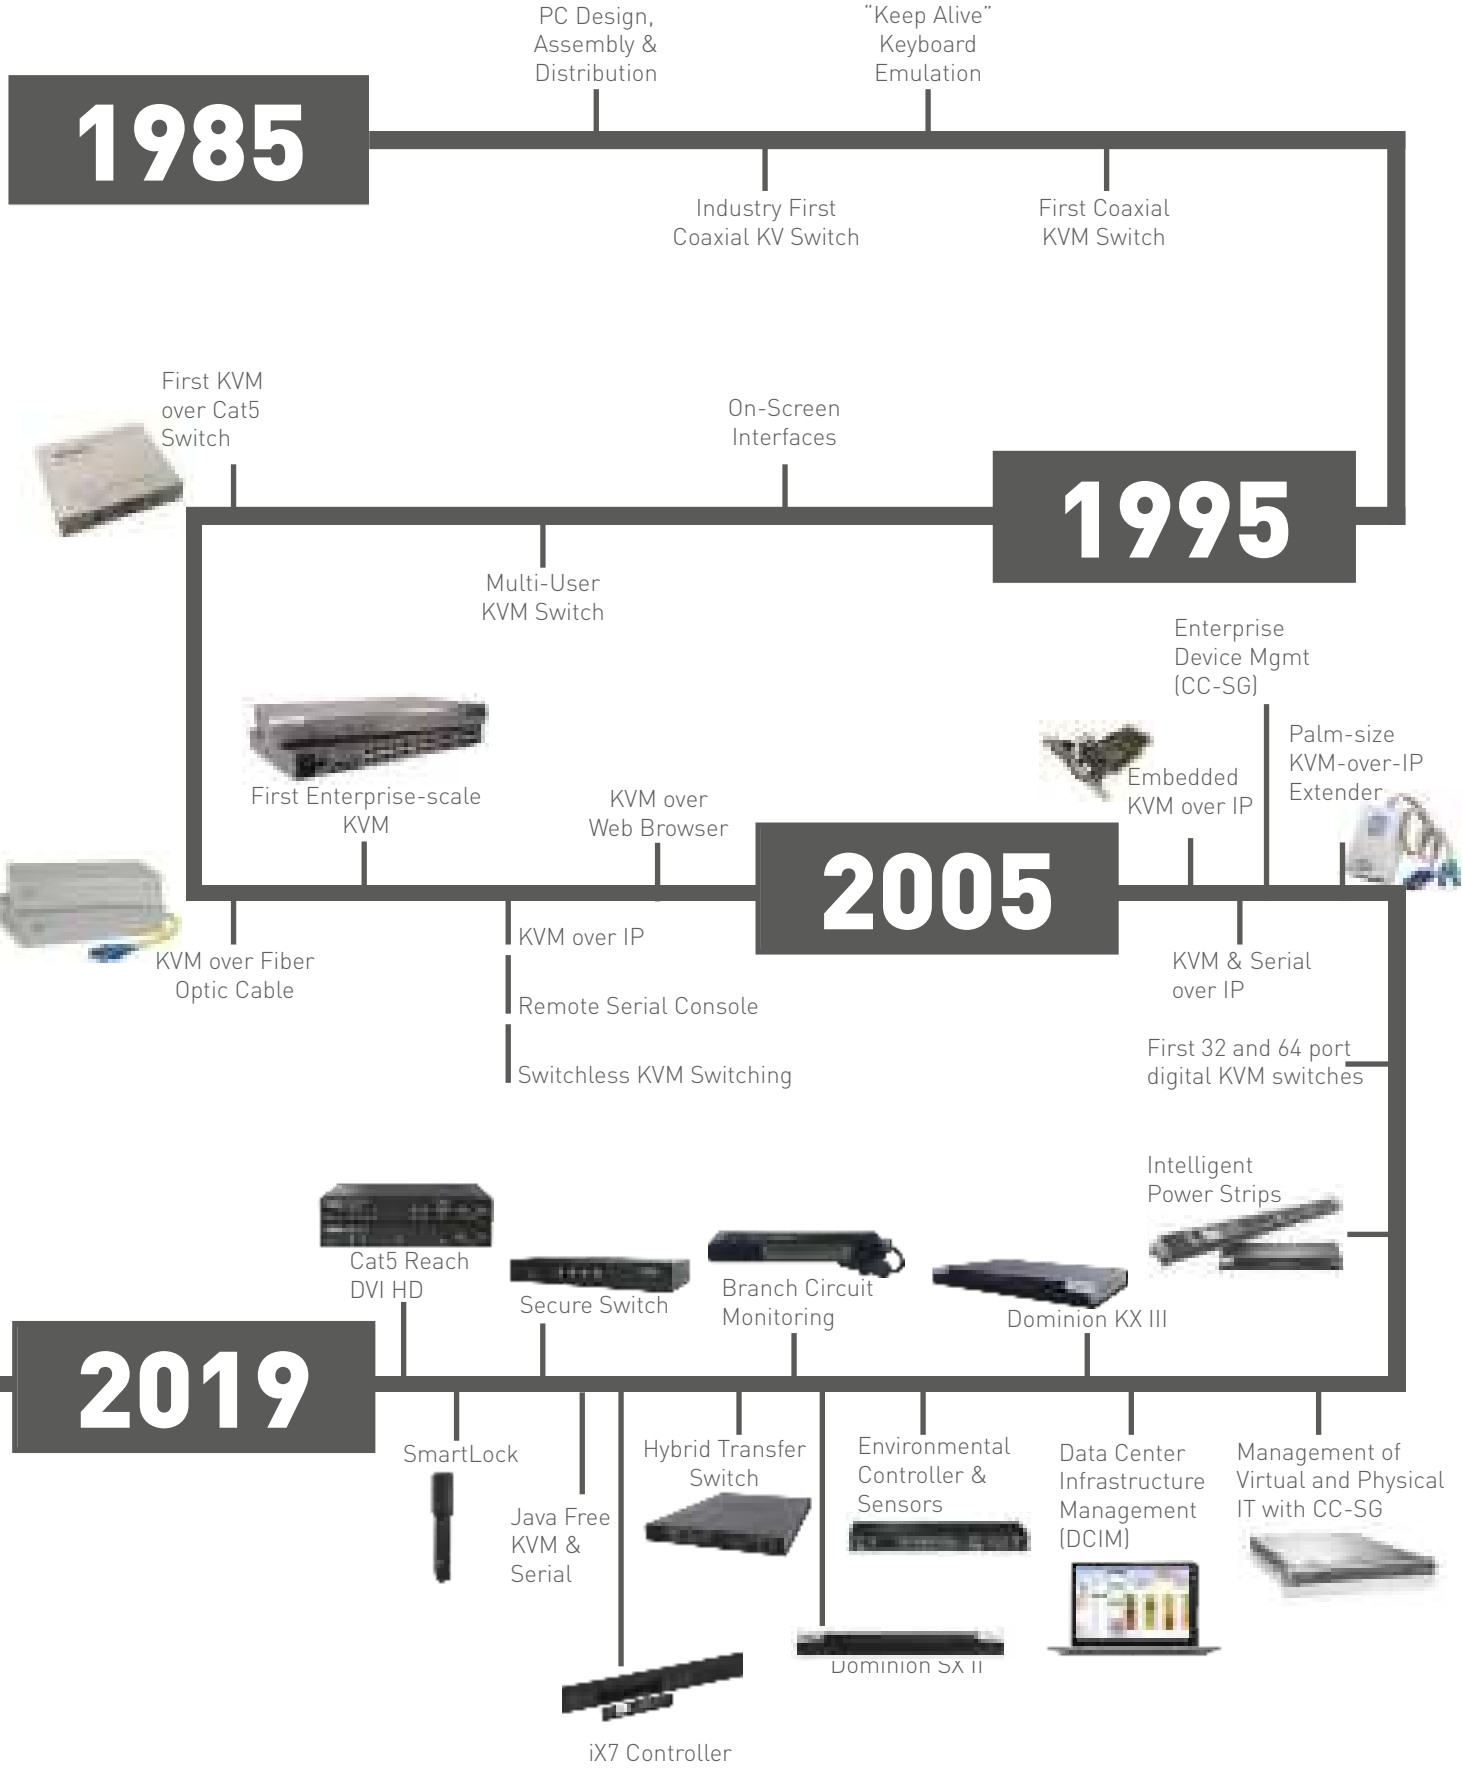 PC Design,
Assembly &
Distribution
“Keep Alive”
Keyboard
Emulation
1985
Industry First
Coaxial KV Switch
First Coaxial
KVM Switch
First KVM
over Cat5
Switch
On-Screen
Interfaces
1995
Multi-User
KVM Switch
Enterprise
Device Mgmt
(CC-SG)
Palm-size
KVM-over-IP
Extender
Embedded
KVM over IP
First Enterprise-scale
KVM
KVM over
Web Browser
2005
KVM over Fiber
Optic Cable
KVM over IP
Remote Serial Console
Switchless KVM Switching
KVM & Serial
over IP
First 32 and 64 port
digital KVM switches
Intelligent
Power Strips
Cat5 Reach
DVI HD
Secure Switch
Branch Circuit
Monitoring
Dominion KX III
2019
SmartLock
Java Free
KVM &
Serial
Hybrid Transfer
Switch
Environmental
Controller &
Sensors
Data Center
Infrastructure
Management
(DCIM)
Management of
Virtual and Physical
IT with CC-SG
Dominion SX II
iX7 Controller